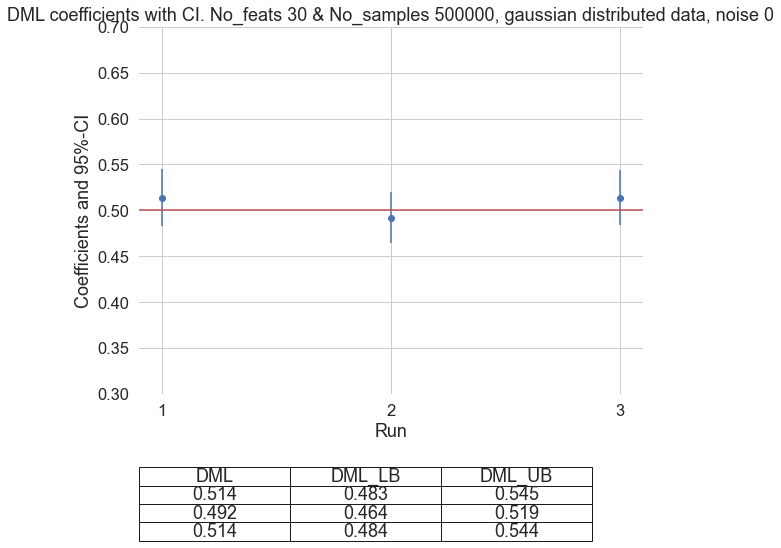 DML coefficients with CI. No_feats 30 & No_samples 500000, gaussian distributed data, noise 0
0.70
0.65
0.60
0.55
0.50
0.45
0.40
0.35
0.30
Coefficients and 95%-CI
1 2 3
Run
DML DML_LB DML_UB
0.514 0.483 0.545
0.492 0.464 0.519
0.514 0.484 0.544